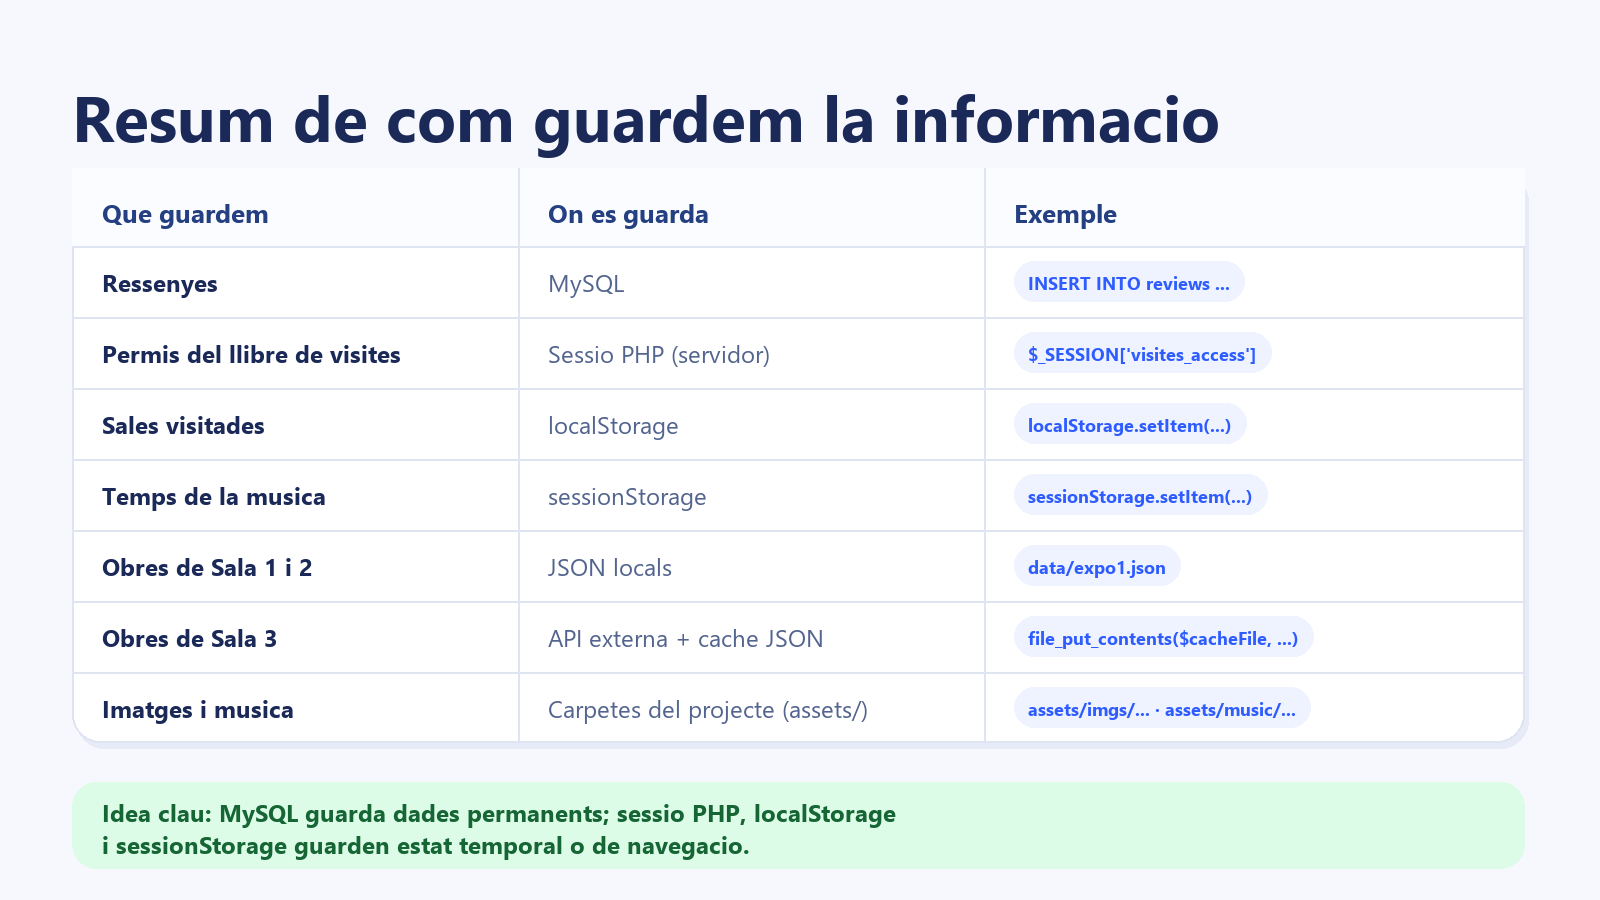 Resum de com guardem la informacio
Que guardem On es guarda Exemple
Ressenyes MySQL INSERT INTO reviews ...
Permis del llibre de visites Sessio PHP (servidor) $_SESSION['visites_access']
Sales visitades localStorage localStorage.setItem(...)
Temps de la musica sessionStorage sessionStorage.setItem(...)
Obres de Sala 1 i 2 JSON locals data/expo1.json
Obres de Sala 3 API externa + cache JSON file_put_contents($cacheFile, ...)
Imatges i musica Carpetes del projecte (assets/) assets/imgs/... · assets/music/...
Idea clau: MySQL guarda dades permanents; sessio PHP, localStorage
i sessionStorage guarden estat temporal o de navegacio.